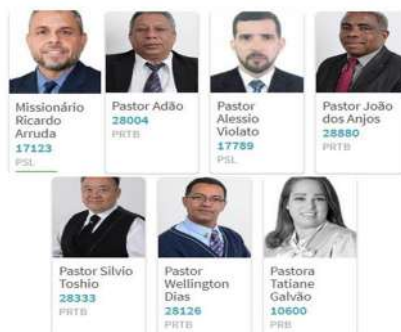 Missionário
Ricardo
Arruda
17123
PSL
Pastor Adão
28004
PRTB
Pastor
Alessio
Violato
17789
PSL
Pastor João
dos Anjos
28880
PRTB
Pastor Silvio
Toshio
28333
PRTB
Pastor
Wellington
Dias
28126
PRTB
Pastora
Tatiane
Galvão
10600
PRB